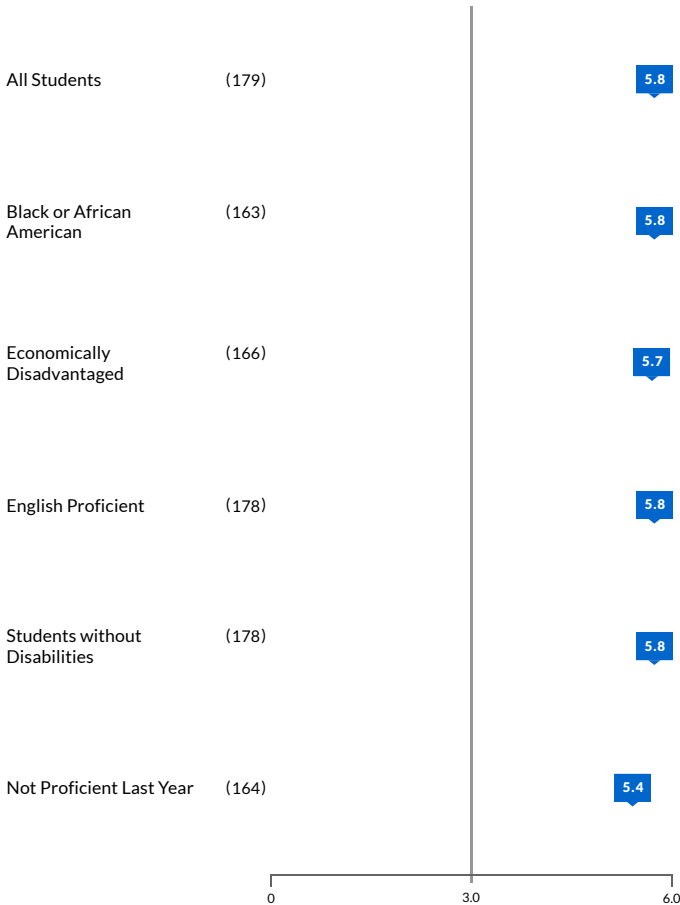 All Students (179) 5.8
Black or African (163) 5.8
American
Economically (166) 5.7
Disadvantaged
English Proficient (178) 5.8
Students without (178) 5.8
Disabilities
Not Proficient Last Year (164) 5.4
0 3.0 6.0